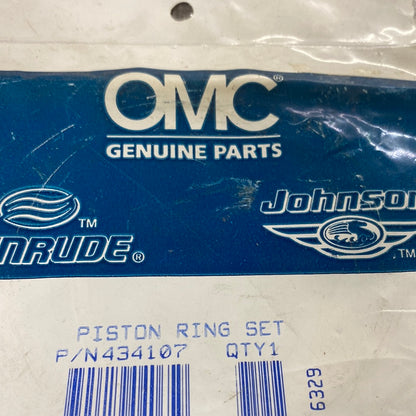 OMC®
GENUINE PARTS
NRUDE®
TM
Johnson
TM
PISTON RING SET
P/N434107 QTY1
6329